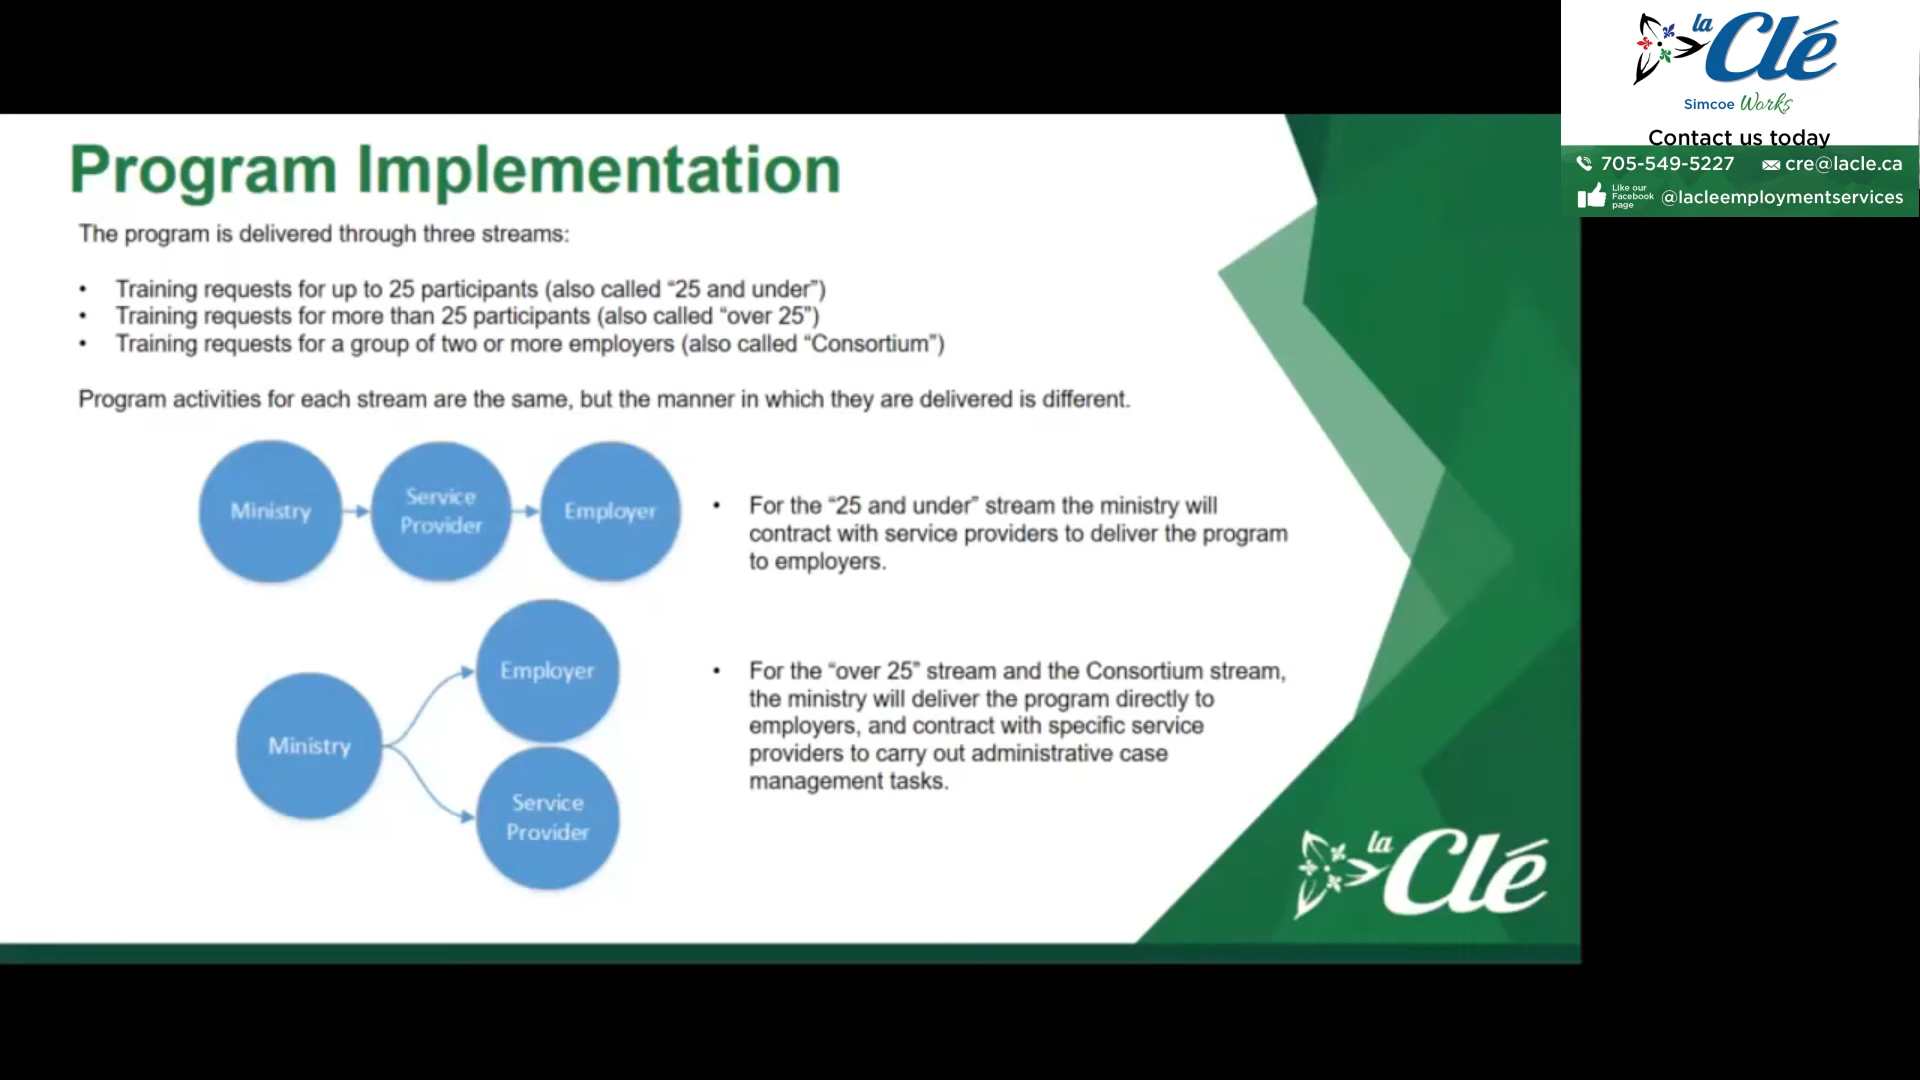 Program Implementation
The program is delivered through three streams:
• Training requests for up to 25 participants (also called “25 and under”)
• Training requests for more than 25 participants (also called “over 25”)
• Training requests for a group of two or more employers (also called “Consortium”)
Program activities for each stream are the same, but the manner in which they are delivered is different.
Ministry
Service
Provider
Employer
• For the “25 and under” stream the ministry will
contract with service providers to deliver the program
to employers.
Ministry
Employer
Service
Provider
• For the “over 25” stream and the Consortium stream,
the ministry will deliver the program directly to
employers, and contract with specific service
providers to carry out administrative case
management tasks.
la Clé
la Clé
Simcoe Works
Contact us today
705-549-5227 cre@lacle.ca
Like our
Facebook
page
@lacleemploymentservices